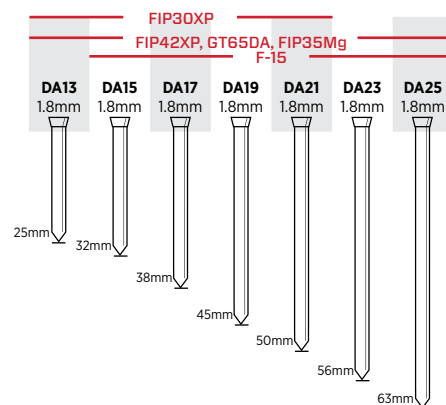 FIP30XP
FIP42XP, GT65DA, FIP35Mg
F-15
DA13 DA15 DA17 DA19 DA21 DA23 DA25
1.8mm 1.8mm 1.8mm 1.8mm 1.8mm 1.8mm 1.8mm
25mm
32mm
38mm
45mm
50mm
56mm
63mm